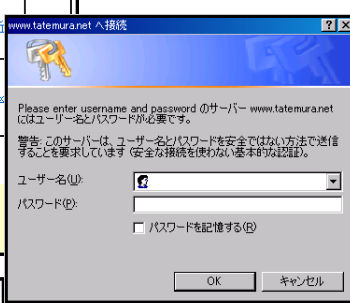 www.tatemura.net へ接続
Please enter username and password のサーバー www.tatemura.net
にはユーザー名とパスワードが必要です。
警告: このサーバーは、ユーザー名とパスワードを安全ではない方法で送信
することを要求しています (安全な接続を使わない基本的な認証)。
ユーザー名(U):
パスワード(P):
パスワードを記憶する(R)
OK キャンセル